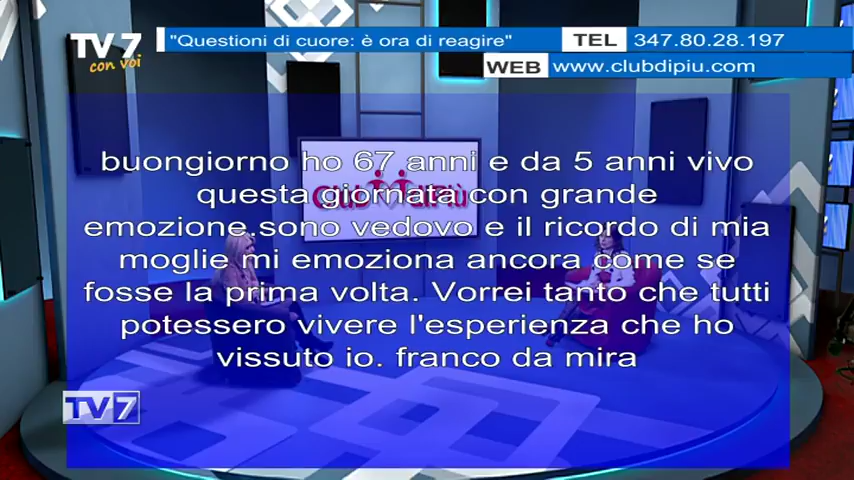 TV7
con voi
"Questioni di cuore: è ora di reagire"
TEL 347.80.28.197
WEB www.clubdipiu.com
buongiorno ho 67 anni e da 5 anni vivo
questa giornata con grande
emozione.sono vedovo e il ricordo di mia
moglie mi emoziona ancora come se
fosse la prima volta. Vorrei tanto che tutti
potessero vivere l'esperienza che ho
vissuto io. franco da mira
Club diPiù
TV7